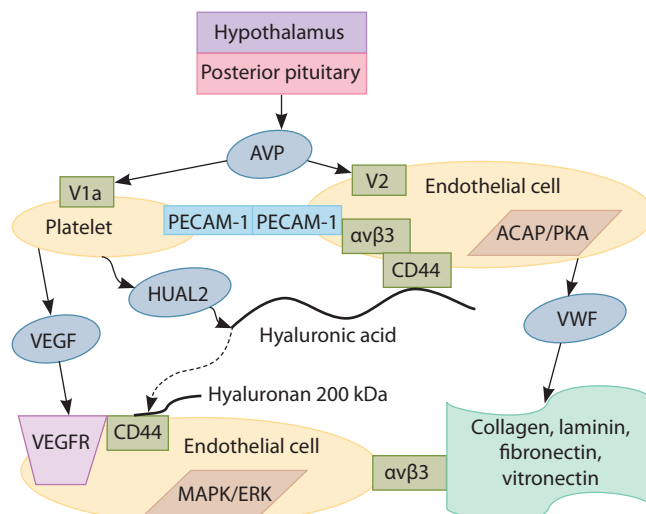 Hypothalamus
Posterior pituitary
AVP
V1a
V2
Endothelial cell
Platelet
PECAM-1
PECAM-1
αvβ3
ACAP/PKA
CD44
HUAL2
VEGF
Hyaluronic acid
VWF
Hyaluronan 200 kDa
VEGFR
CD44
Endothelial cell
Collagen, laminin,
fibronectin,
vitronectin
αvβ3
MAPK/ERK